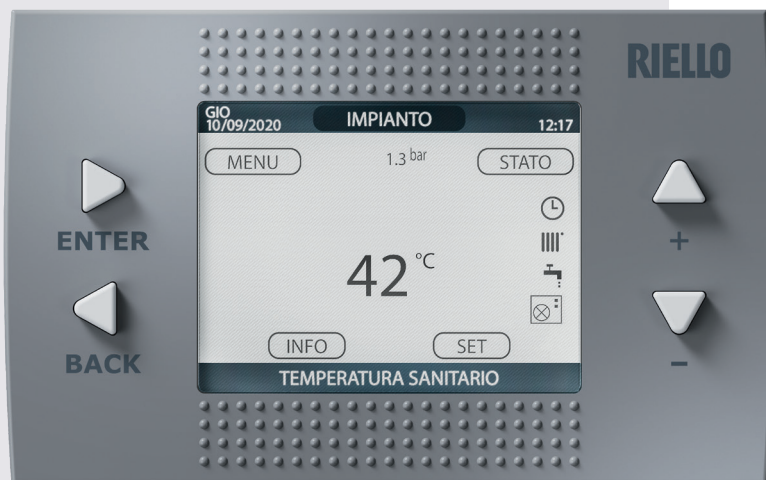 RIELLO
GIO
10/09/2020
IMPIANTO
12:17
MENU
1.3 bar
STATO
ENTER
42 °C
+
INFO
SET
BACK
-
TEMPERATURA SANITARIO